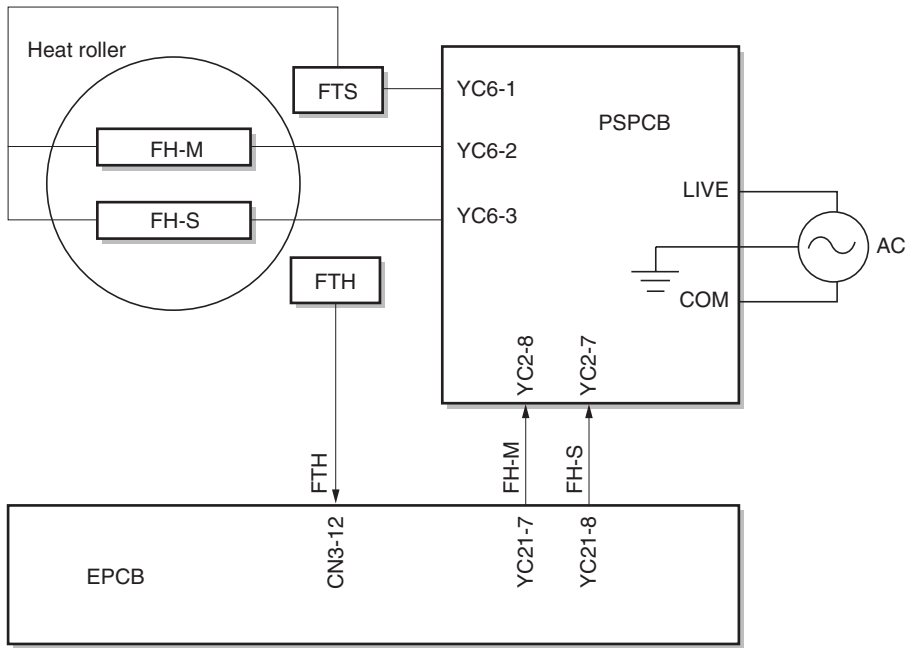 Heat roller
FTS
YC6-1
PSPCB
FH-M
YC6-2
LIVE
FH-S
YC6-3
AC
FTH
COM
YC2-8
YC2-7
FTH
FH-M
FH-S
CN3-12
YC21-7
YC21-8
EPCB